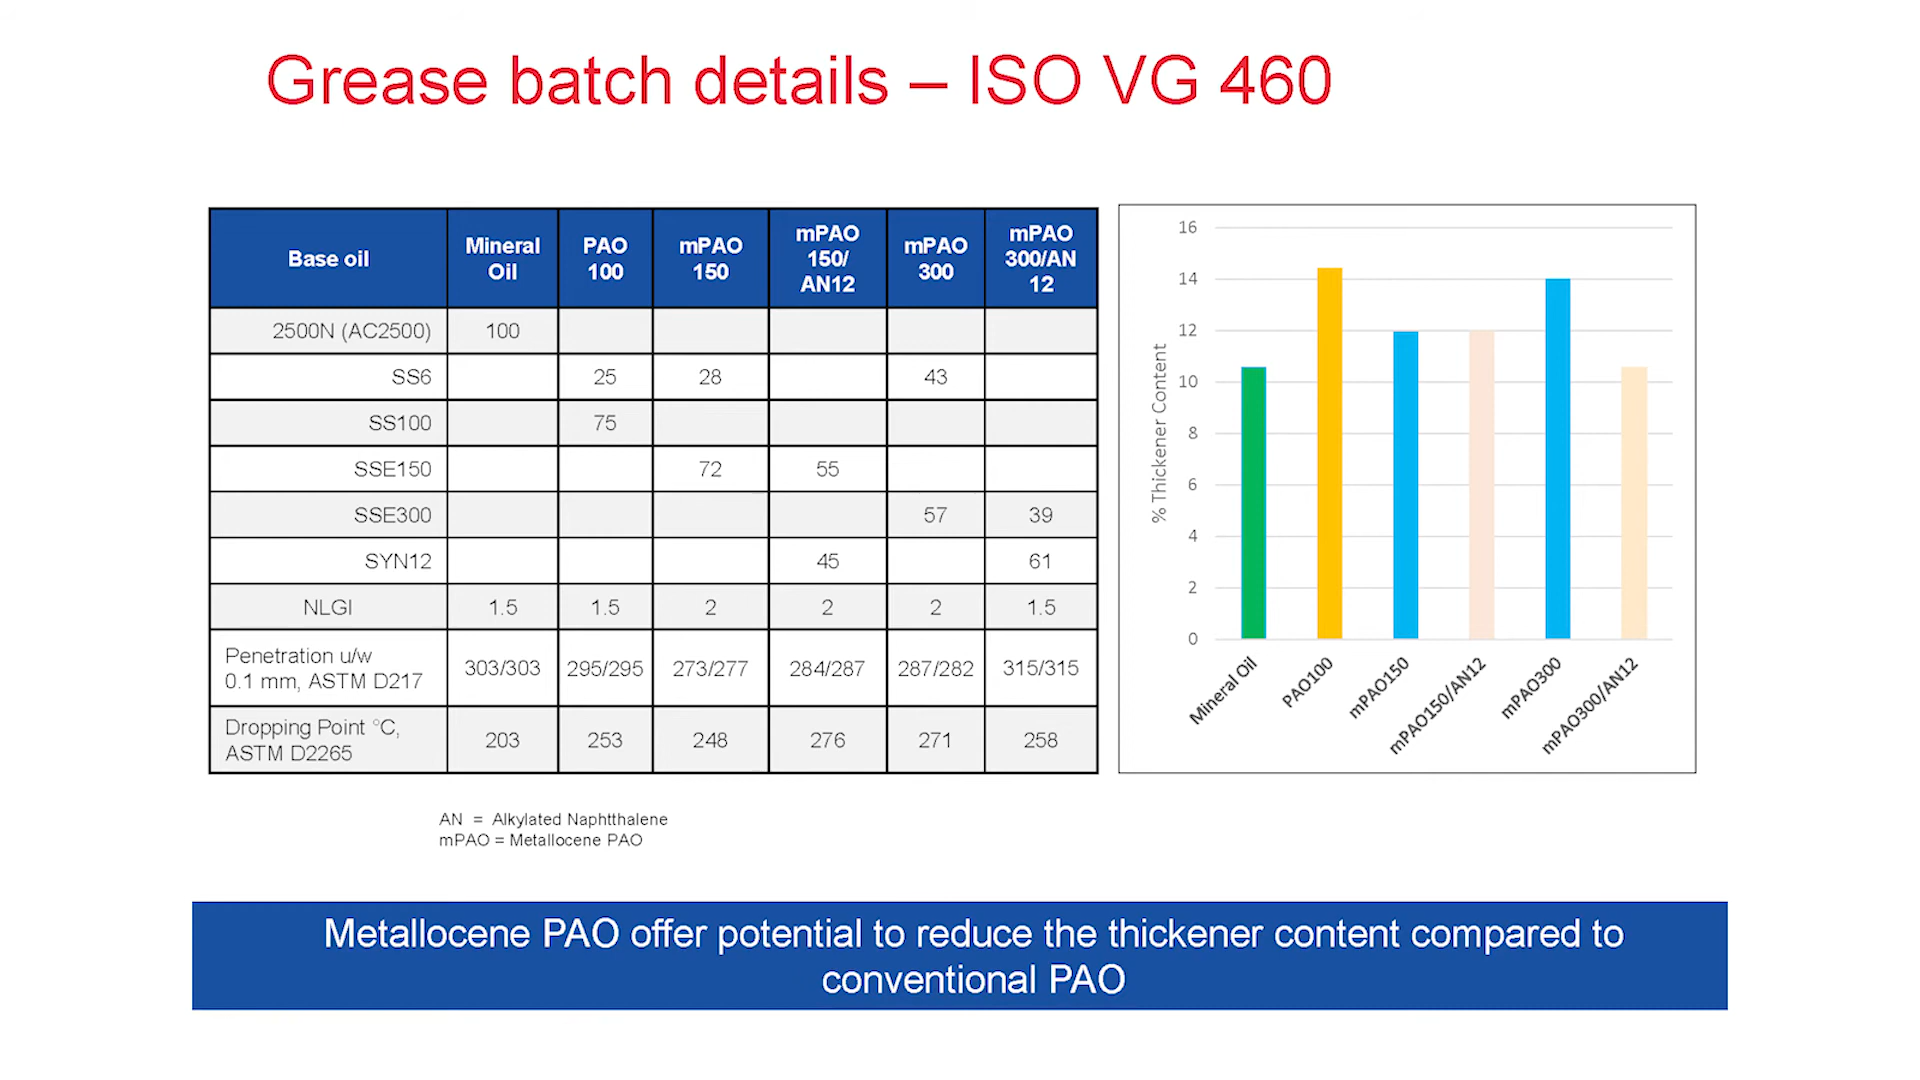 Grease batch details – ISO VG 460
Base oil
Mineral
Oil
PAO
100
mPAO
150
mPAO
150/
AN12
mPAO
300
mPAO
300/AN
12
2500N (AC2500) 100
SS6 25 28 43
SS100 75
SSE150 72 55
SSE300 57 39
SYN12 45 61
NLGI 1.5 1.5 2 2 2 1.5
Penetration u/w
0.1 mm, ASTM D217
303/303 295/295 273/277 284/287 287/282 315/315
Dropping Point °C,
ASTM D2265
203 253 248 276 271 258
% Thickener Content
16
14
12
10
8
6
4
2
0
Mineral Oil
PAO100
mPAO150
mPAO150/AN12
mPAO300
mPAO300/AN12
AN = Alkylated Naphtthalene
mPAO = Metallocene PAO
Metallocene PAO offer potential to reduce the thickener content compared to
conventional PAO